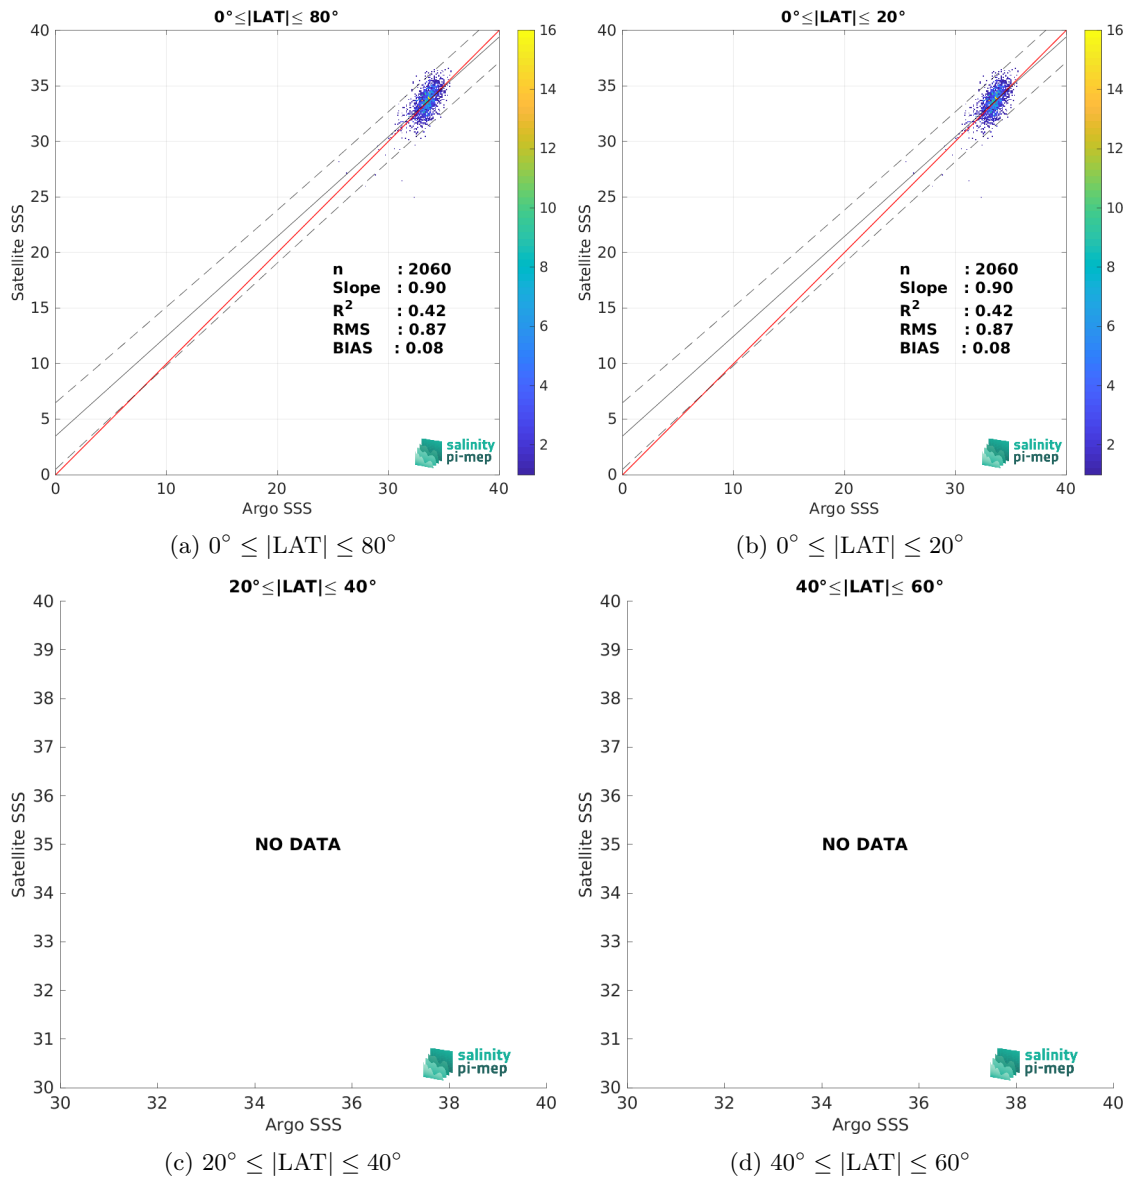 0°≤|LAT|≤ 80°
40
35
30
25
20
15
10
5
0
0
10
20
30
40
Satellite SSS
Argo SSS
n : 2060
Slope : 0.90
R² : 0.42
RMS : 0.87
BIAS : 0.08
salinity
pi-mep
16
14
12
10
8
6
4
2
(a) 0° ≤ |LAT| ≤ 80°
0°≤|LAT|≤ 20°
40
35
30
25
20
15
10
5
0
0
10
20
30
40
Satellite SSS
Argo SSS
n : 2060
Slope : 0.90
R² : 0.42
RMS : 0.87
BIAS : 0.08
salinity
pi-mep
16
14
12
10
8
6
4
2
(b) 0° ≤ |LAT| ≤ 20°
20°≤|LAT|≤ 40°
40
39
38
37
36
35
34
33
32
31
30
30
32
34
36
38
40
Satellite SSS
Argo SSS
NO DATA
salinity
pi-mep
(c) 20° ≤ |LAT| ≤ 40°
40°≤|LAT|≤ 60°
40
39
38
37
36
35
34
33
32
31
30
30
32
34
36
38
40
Satellite SSS
Argo SSS
NO DATA
salinity
pi-mep
(d) 40° ≤ |LAT| ≤ 60°